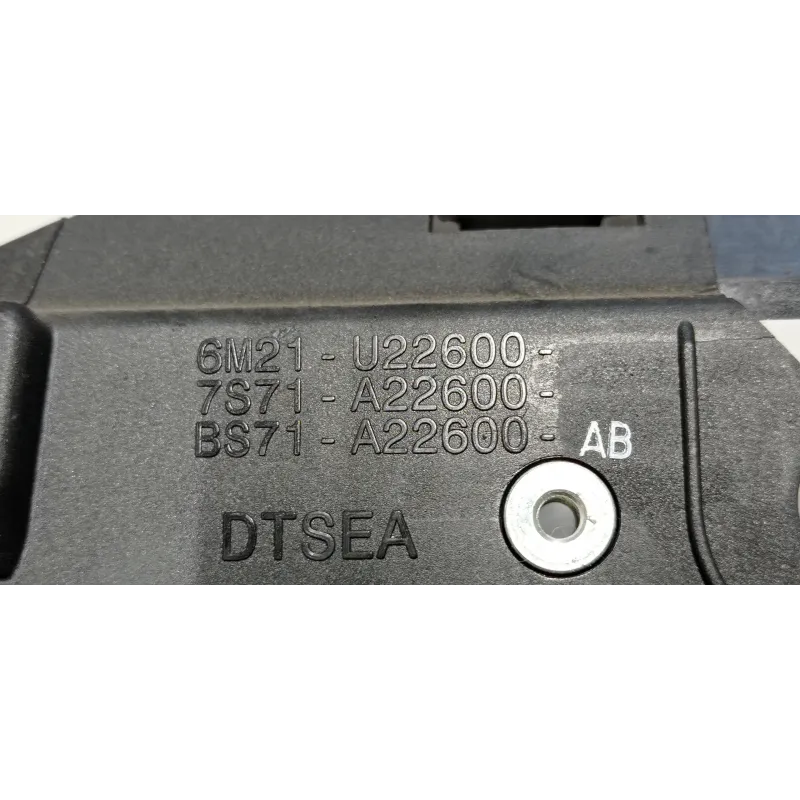 6M21 - U22600 -
7S71 - A22600 -
BS71 - A22600 - AB
DTSEA